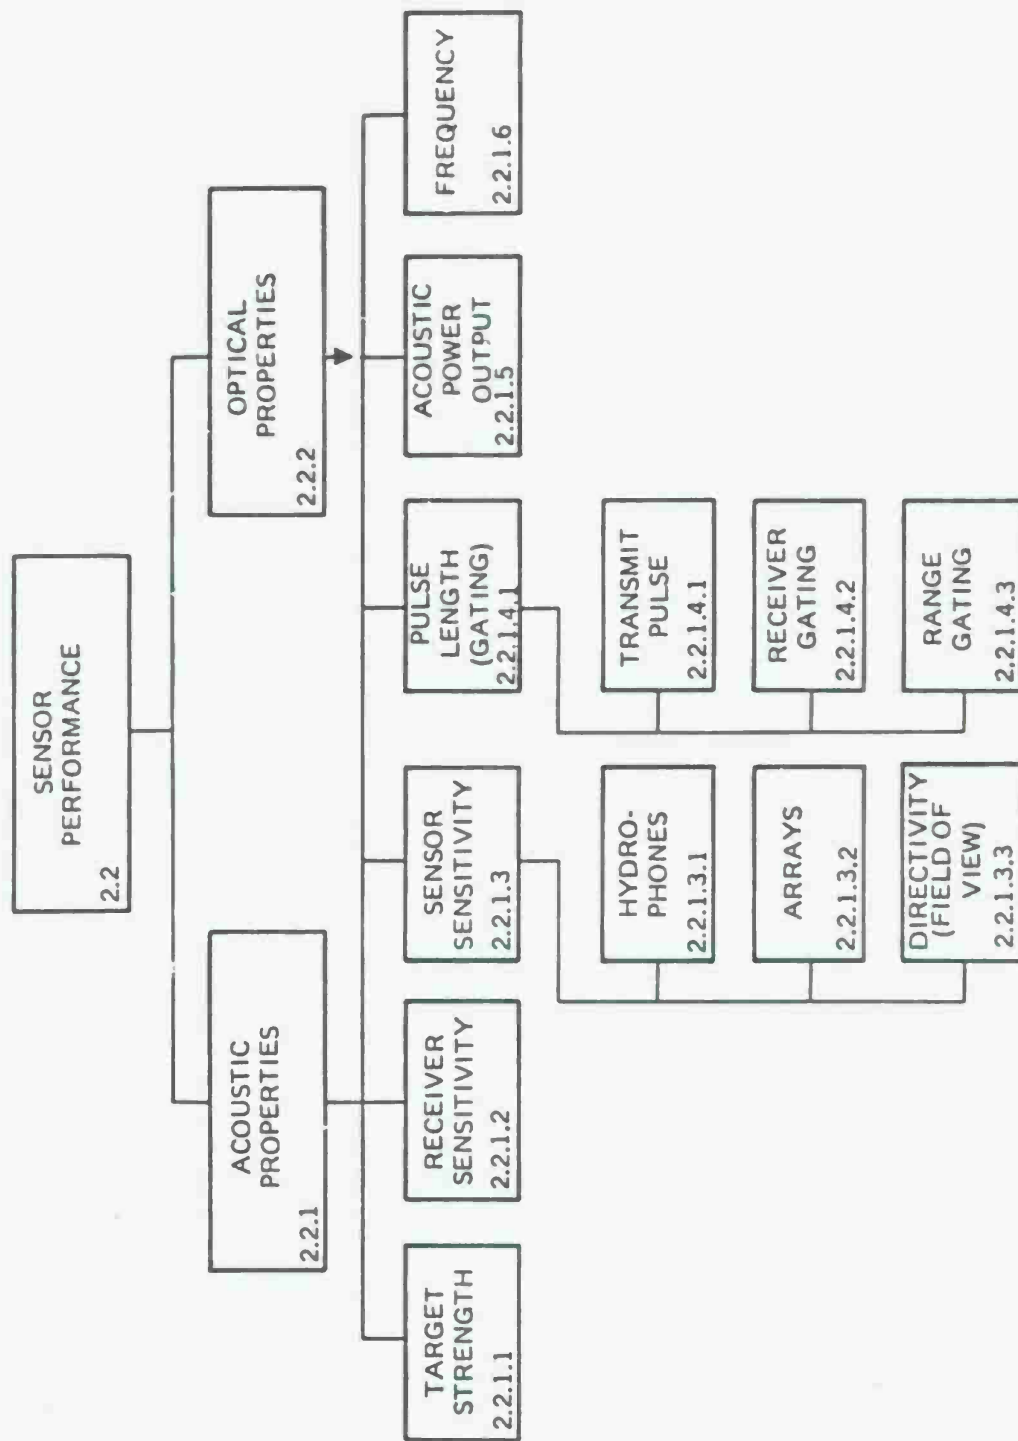 SENSOR
PERFORMANCE
2.2
ACOUSTIC
PROPERTIES
2.2.1
OPTICAL
PROPERTIES
2.2.2
TARGET
STRENGTH
2.2.1.1
RECEIVER
SENSITIVITY
2.2.1.2
SENSOR
SENSITIVITY
2.2.1.3
PULSE
LENGTH
(GATING)
2.2.1.4.1
ACOUSTIC
POWER
OUTPUT
2.2.1.5
FREQUENCY
2.2.1.6
HYDRO-
PHONES
2.2.1.3.1
ARRAYS
2.2.1.3.2
DIRECTIVITY
(FIELD OF
VIEW)
2.2.1.3.3
TRANSMIT
PULSE
2.2.1.4.1
RECEIVER
GATING
2.2.1.4.2
RANGE
GATING
2.2.1.4.3